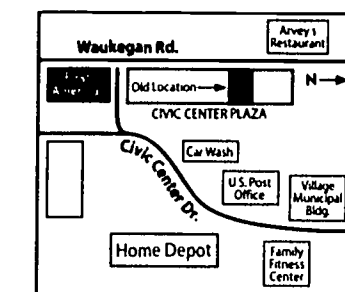 Arvey's
Restaurant
Waukegan Rd.
Old Location
N
CIVIC CENTER PLAZA
Civic Center Dr.
Car Wash
U.S. Post
Office
Village
Municipal
Bldg.
Home Depot
Family
Fitness
Center